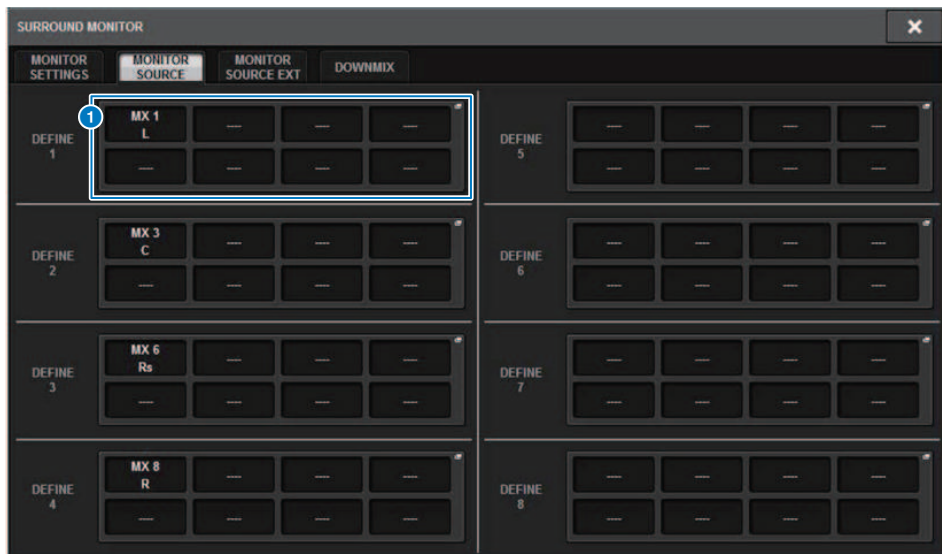 SURROUND MONITOR
MONITOR SETTINGS
MONITOR SOURCE
MONITOR SOURCE EXT
DOWNMIX
1
DEFINE 1
MX 1
L
---- ---- ----
---- ---- ---- ----
DEFINE 2
MX 3
C
---- ---- ----
---- ---- ---- ----
DEFINE 3
MX 6
Rs
---- ---- ----
---- ---- ---- ----
DEFINE 4
MX 8
R
---- ---- ----
---- ---- ---- ----
DEFINE 5
---- ---- ---- ----
---- ---- ---- ----
DEFINE 6
---- ---- ---- ----
---- ---- ---- ----
DEFINE 7
---- ---- ---- ----
---- ---- ---- ----
DEFINE 8
---- ---- ---- ----
---- ---- ---- ----